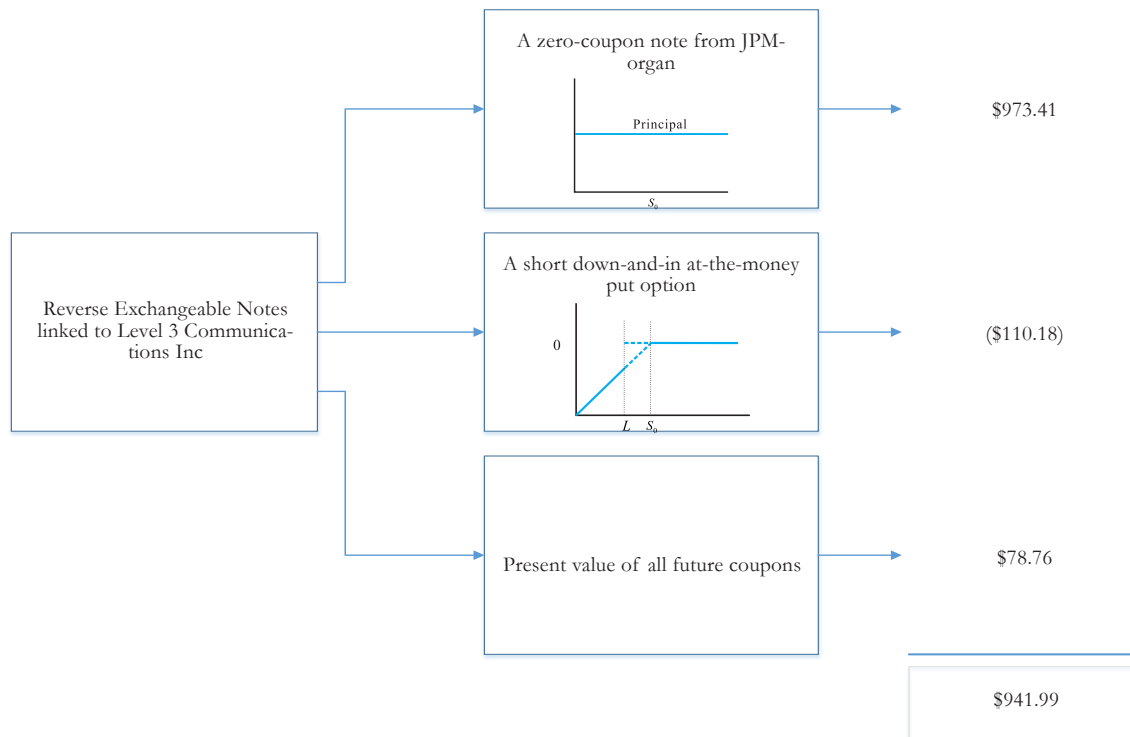 A zero-coupon note from JPM-
organ
Principal
S₀
$973.41
Reverse Exchangeable Notes
linked to Level 3 Communica-
tions Inc
A short down-and-in at-the-money
put option
0
L S₀
($110.18)
Present value of all future coupons
$78.76
$941.99